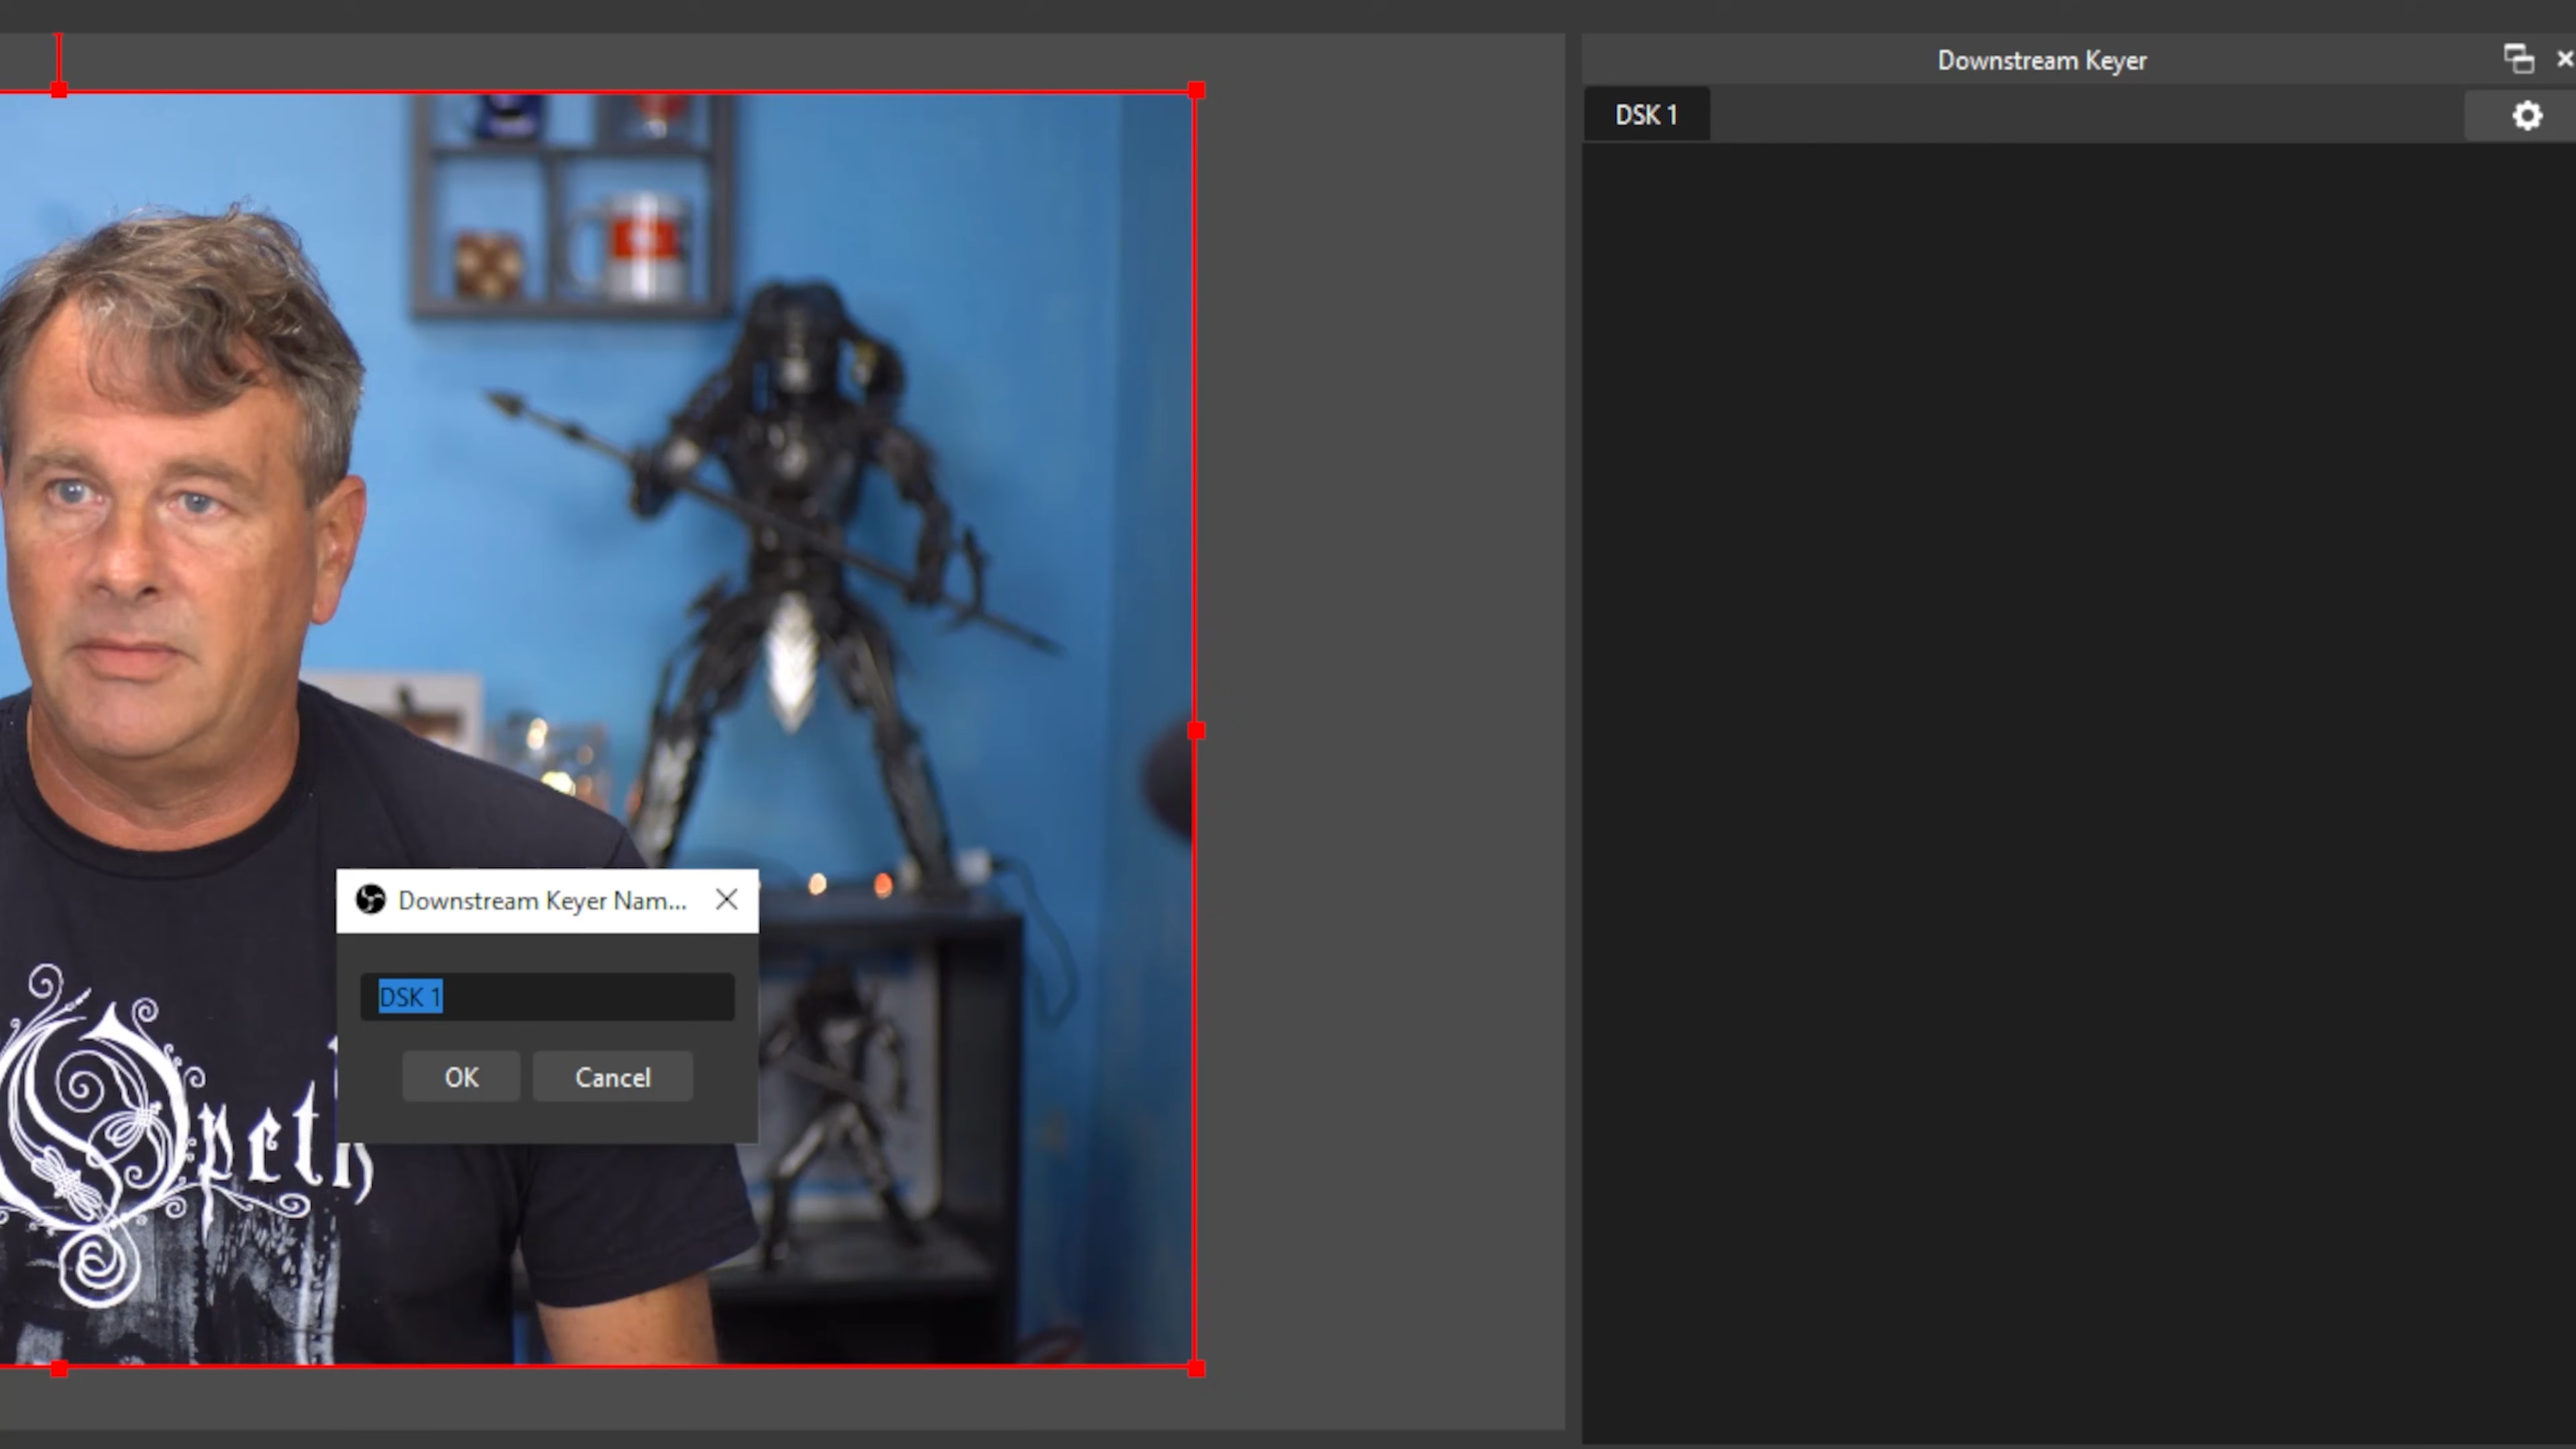 Downstream Keyer
DSK 1
Downstream Keyer Nam...
DSK 1
OK
Cancel
Opeth